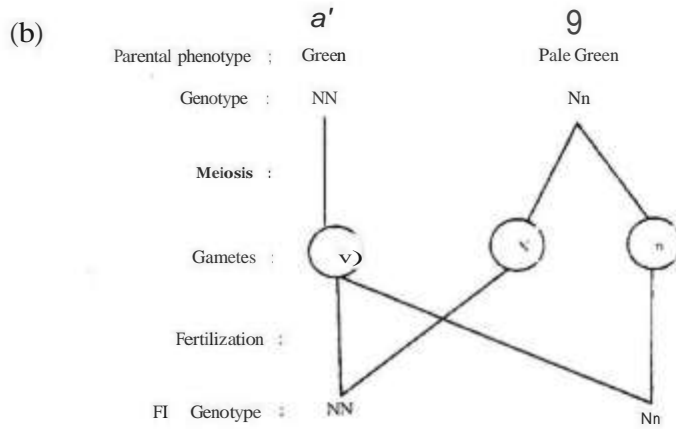 (b)
a' 9
Parental phenotype ; Green Pale Green
Genotype : NN Nn
Meiosis :
Gametes : v) n
Fertilization ;
FI Genotype ; NN Nn